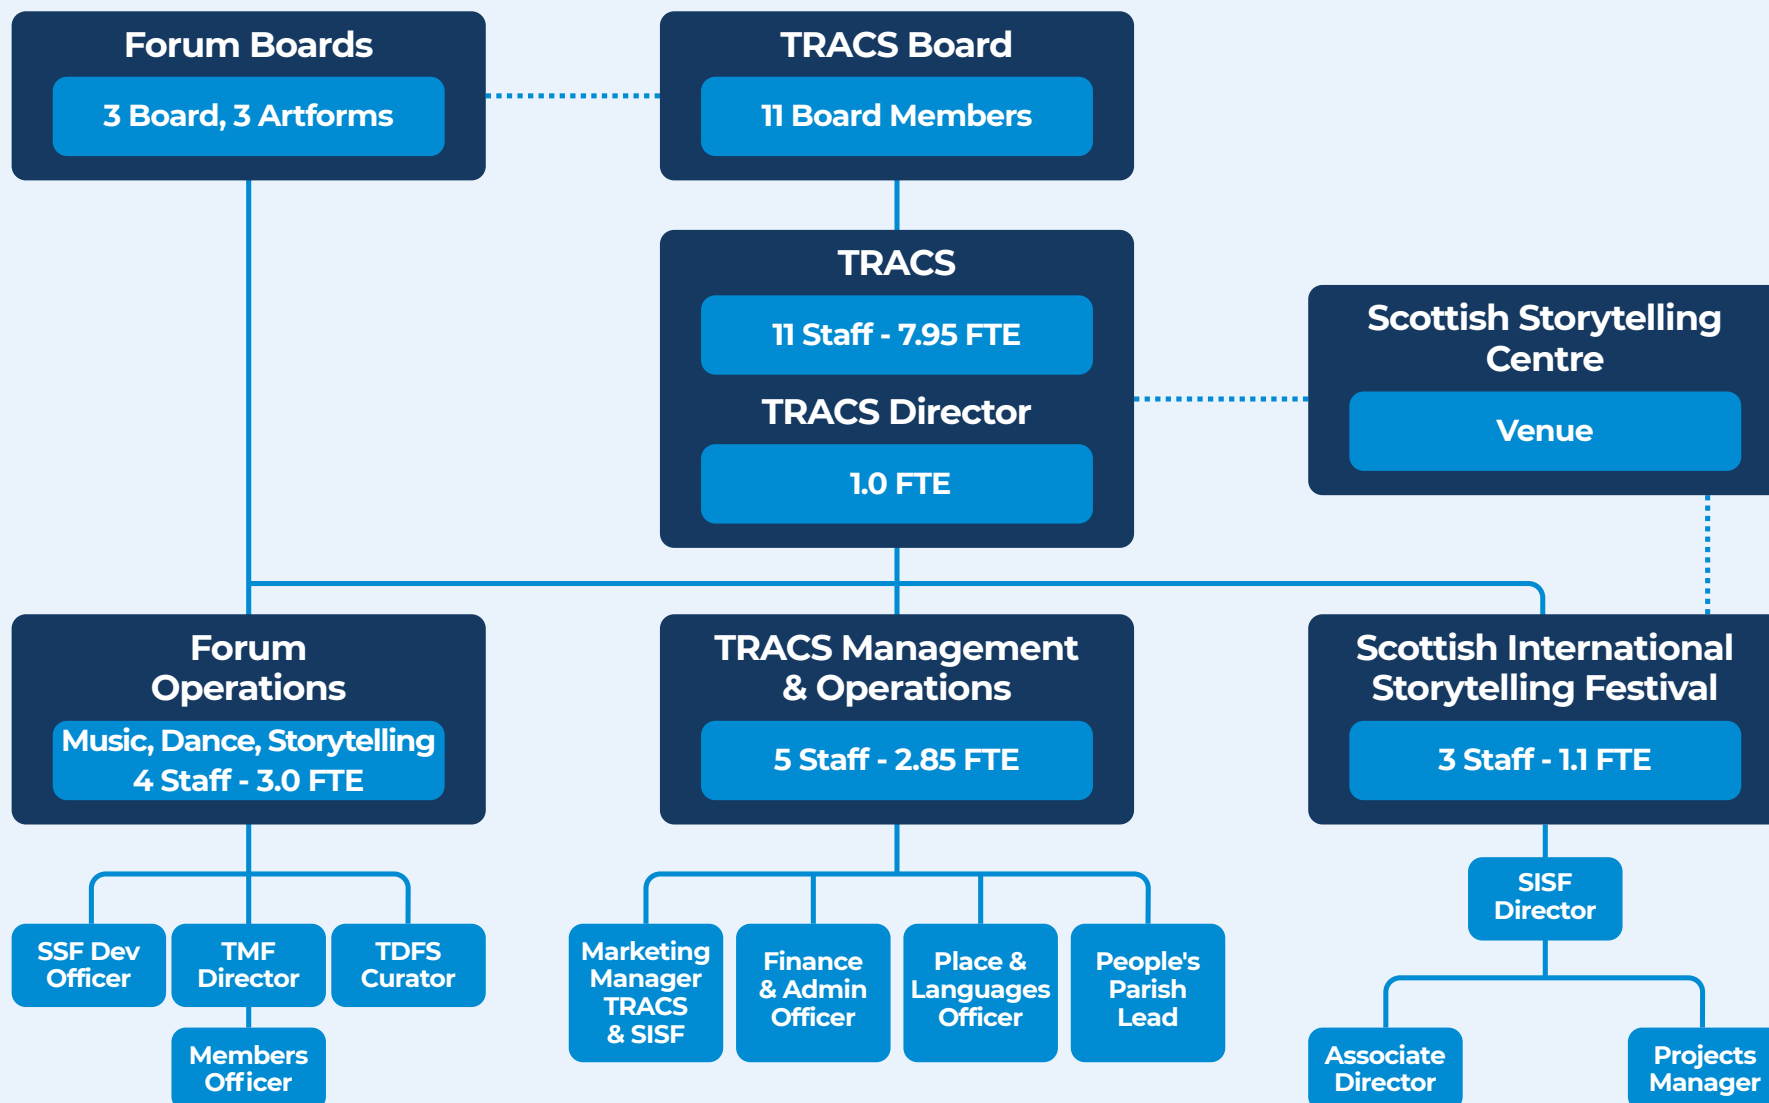 Forum Boards
3 Board, 3 Artforms
TRACS Board
11 Board Members
TRACS
11 Staff - 7.95 FTE
TRACS Director
1.0 FTE
Scottish Storytelling
Centre
Venue
Forum
Operations
Music, Dance, Storytelling
4 Staff - 3.0 FTE
TRACS Management
& Operations
5 Staff - 2.85 FTE
Scottish International
Storytelling Festival
3 Staff - 1.1 FTE
SSF Dev
Officer
TMF
Director
TDFS
Curator
Members
Officer
Marketing
Manager
TRACS
& SISF
Finance
& Admin
Officer
Place &
Languages
Officer
People's
Parish
Lead
SISF
Director
Associate
Director
Projects
Manager